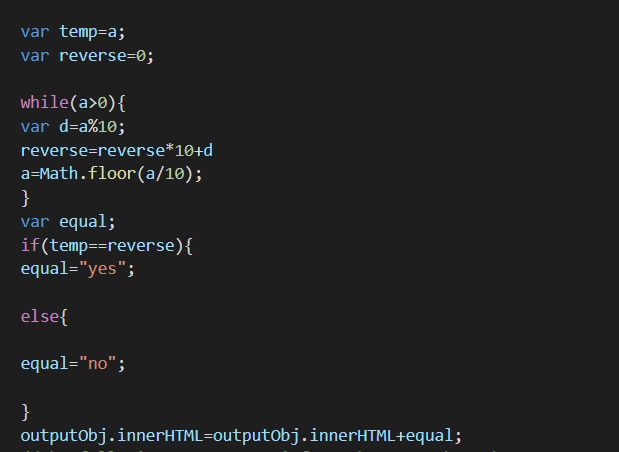 var temp=a;
var reverse=0;
while(a>0){
var d=a%10;
reverse=reverse*10+d
a=Math.floor(a/10);
}
var equal;
if(temp==reverse){
equal="yes";
else{
equal="no";
}
outputObj.innerHTML=outputObj.innerHTML+equal;